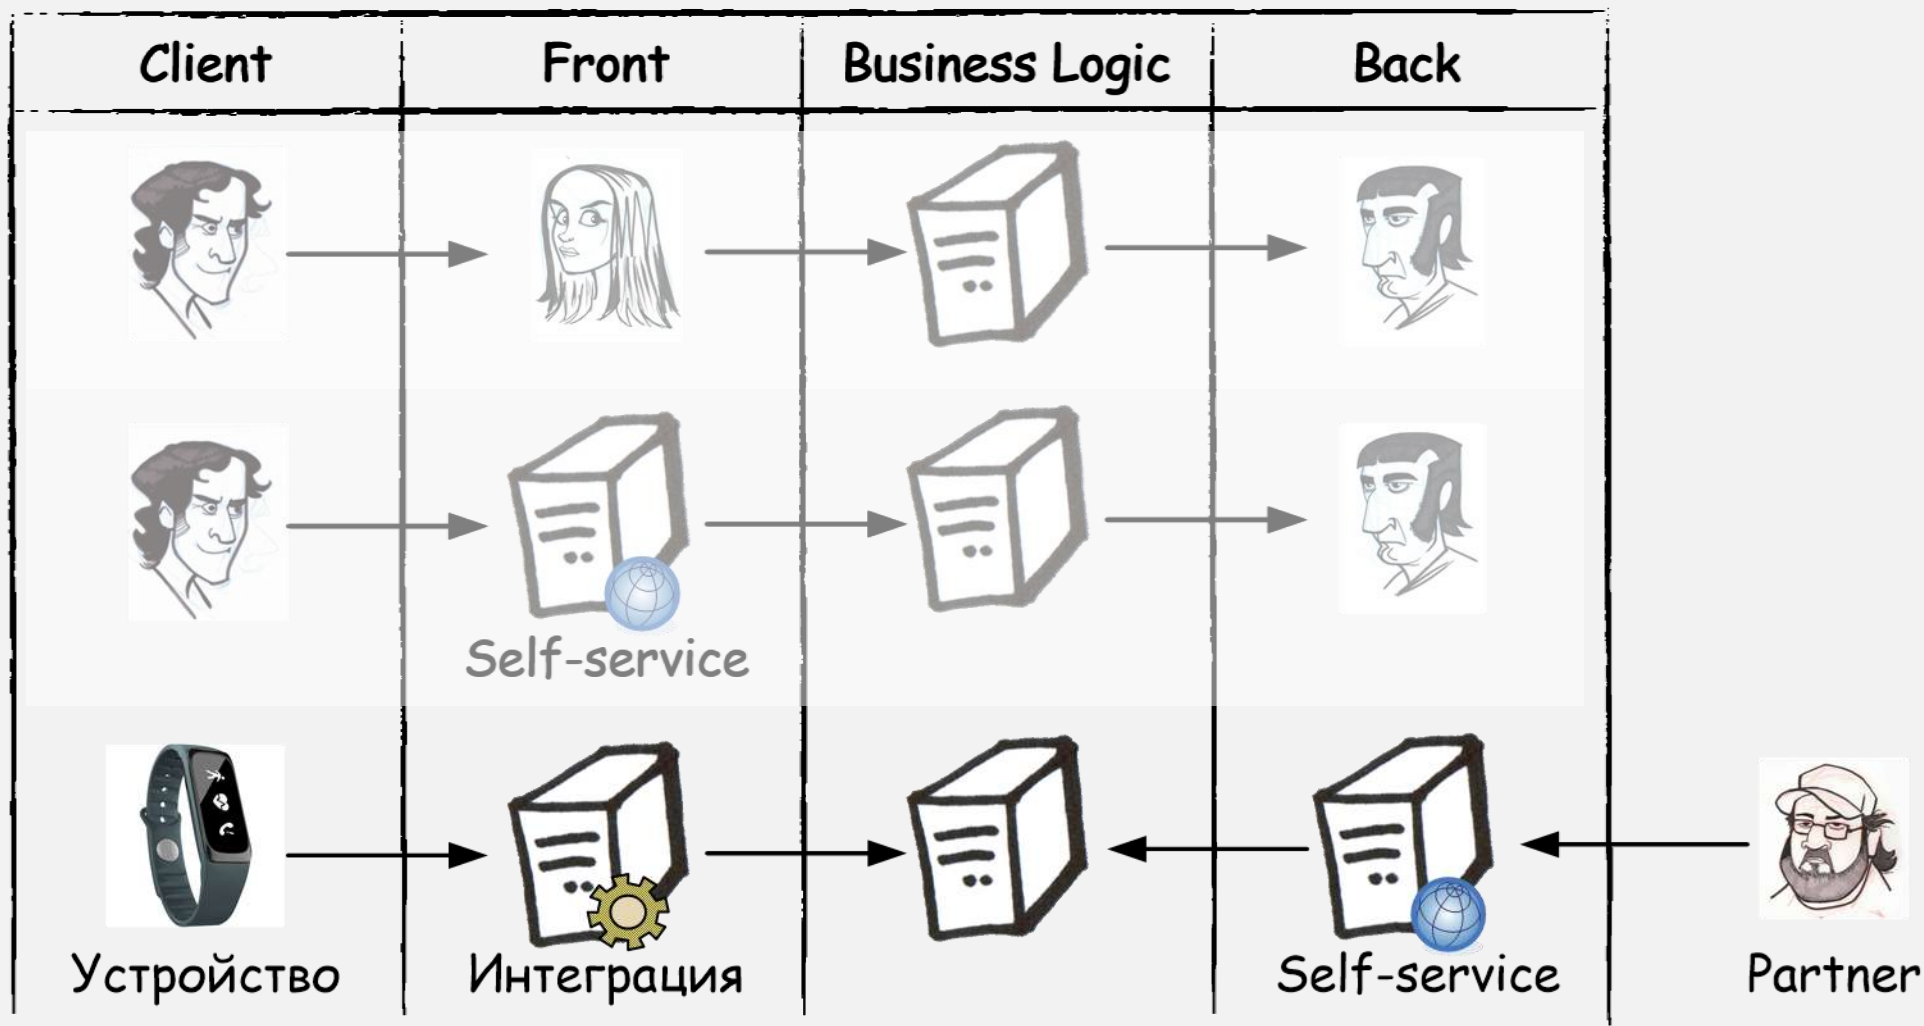 Client
Front
Business Logic
Back
Self-service
Устройство
Интеграция
Self-service
Partner